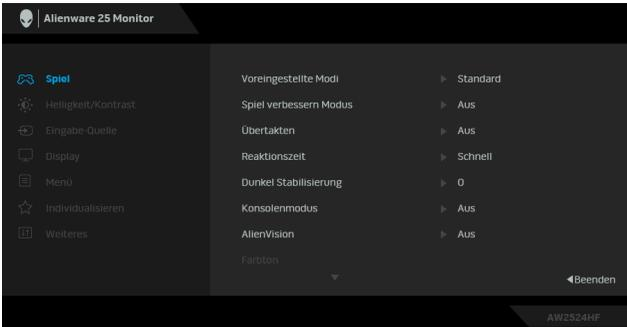 Alienware 25 Monitor
Spiel
Helligkeit/Kontrast
Eingabe-Quelle
Display
Menü
Individualisieren
Weiteres
Voreingestellte Modi Standard
Spiel verbessern Modus Aus
Übertakten Aus
Reaktionszeit Schnell
Dunkel Stabilisierung 0
Konsolenmodus Aus
AlienVision Aus
Farbton
Beenden
AW2524HF